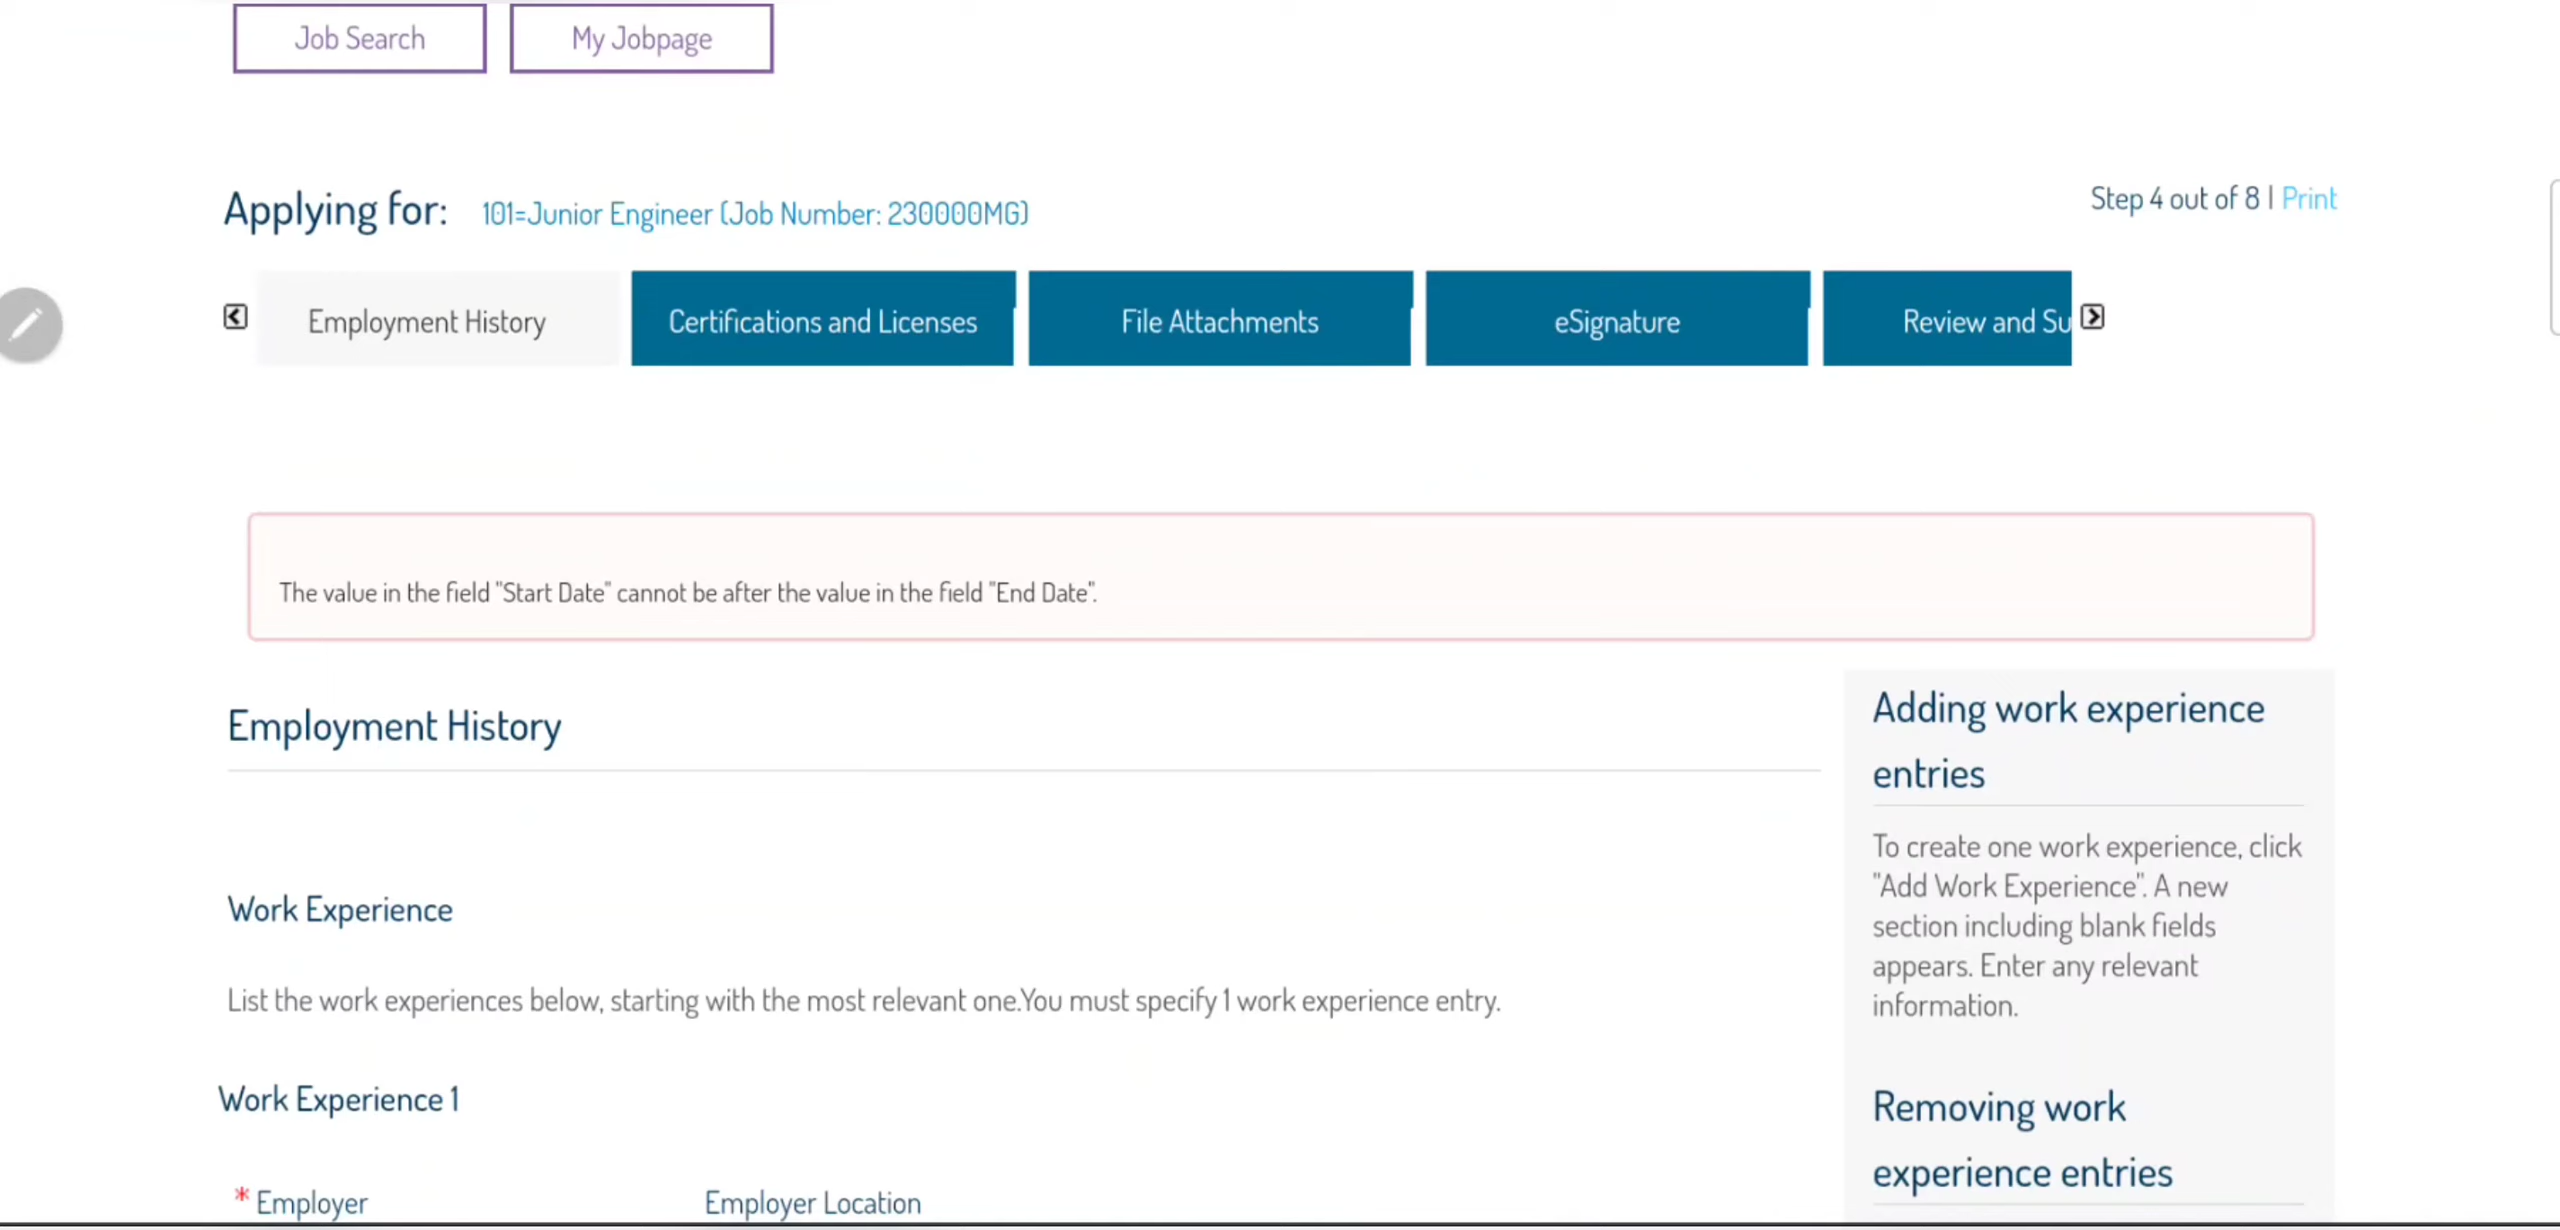 Job Search
My Jobpage
Applying for: 101=Junior Engineer (Job Number: 230000MG)
Step 4 out of 8 | Print
Employment History
Certifications and Licenses
File Attachments
eSignature
Review and Su
The value in the field "Start Date" cannot be after the value in the field "End Date".
Employment History
Work Experience
List the work experiences below, starting with the most relevant one.You must specify 1 work experience entry.
Work Experience 1
* Employer
Employer Location
Adding work experience
entries
To create one work experience, click
"Add Work Experience". A new
section including blank fields
appears. Enter any relevant
information.
Removing work
experience entries